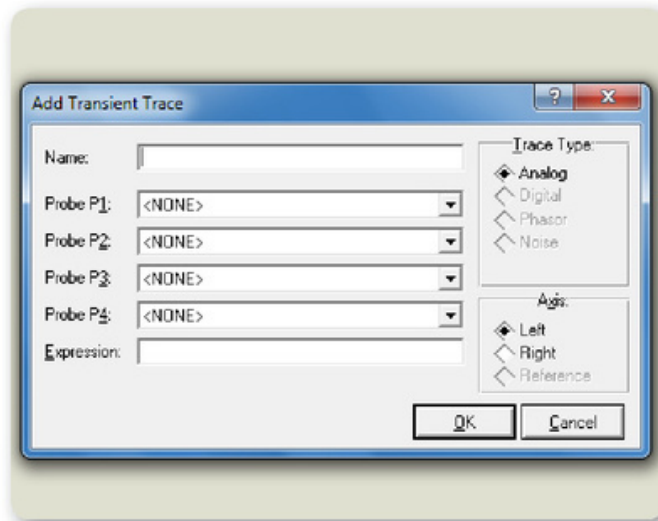 Add Transient Trace
Name:
Probe P1: <NONE>
Probe P2: <NONE>
Probe P3: <NONE>
Probe P4: <NONE>
Expression:
Trace Type:
Analog
Digital
Phasor
Noise
Axis:
Left
Right
Reference
OK
Cancel